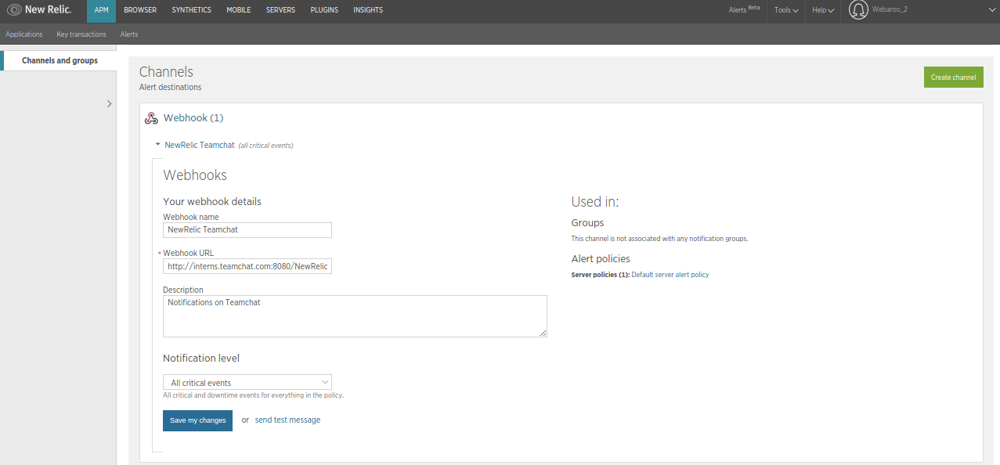 New Relic.
APM BROWSER SYNTHETICS MOBILE SERVERS PLUGINS INSIGHTS Alerts Beta Tools Help Webaroo_2
Applications Key transactions Alerts
Channels and groups
Channels
Alert destinations
Create channel
Webhook (1)
NewRelic Teamchat (all critical events)
Webhooks
Your webhook details
Webhook name
NewRelic Teamchat
* Webhook URL
http://interns.teamchat.com:8080/NewRelic
Description
Notifications on Teamchat
Notification level
All critical events
All critical and downtime events for everything in the policy.
Save my changes or send test message
Used in:
Groups
This channel is not associated with any notification groups.
Alert policies
Server policies (1): Default server alert policy